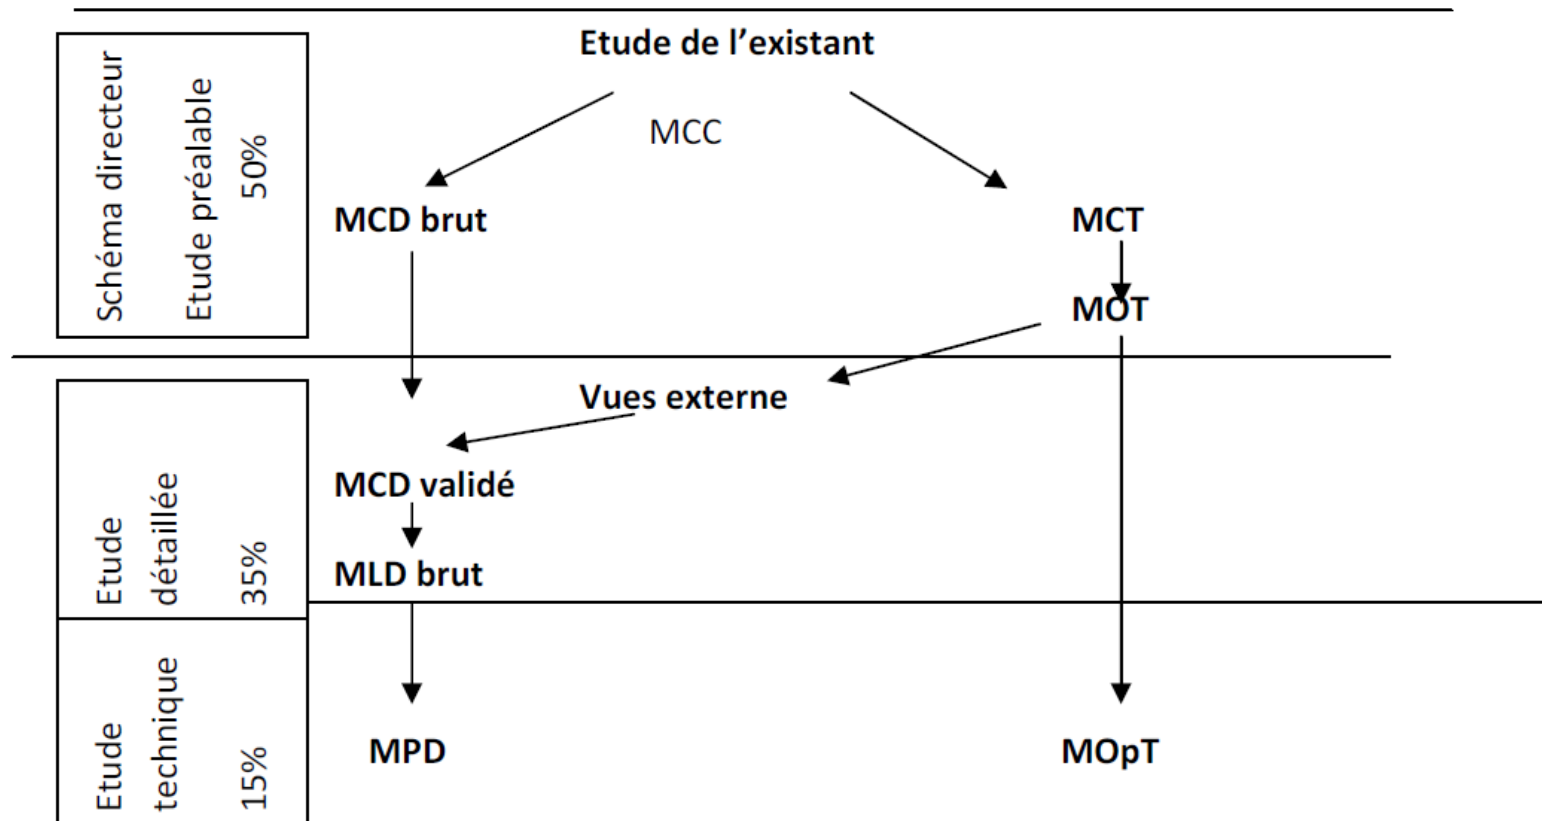 Etude de l’existant
Schéma directeur
Etude préalable
50%
MCC
MCD brut
MCT
MOT
Vues externe
Etude
détaillée
35%
MCD validé
MLD brut
Etude
technique
15%
MPD
MOpT